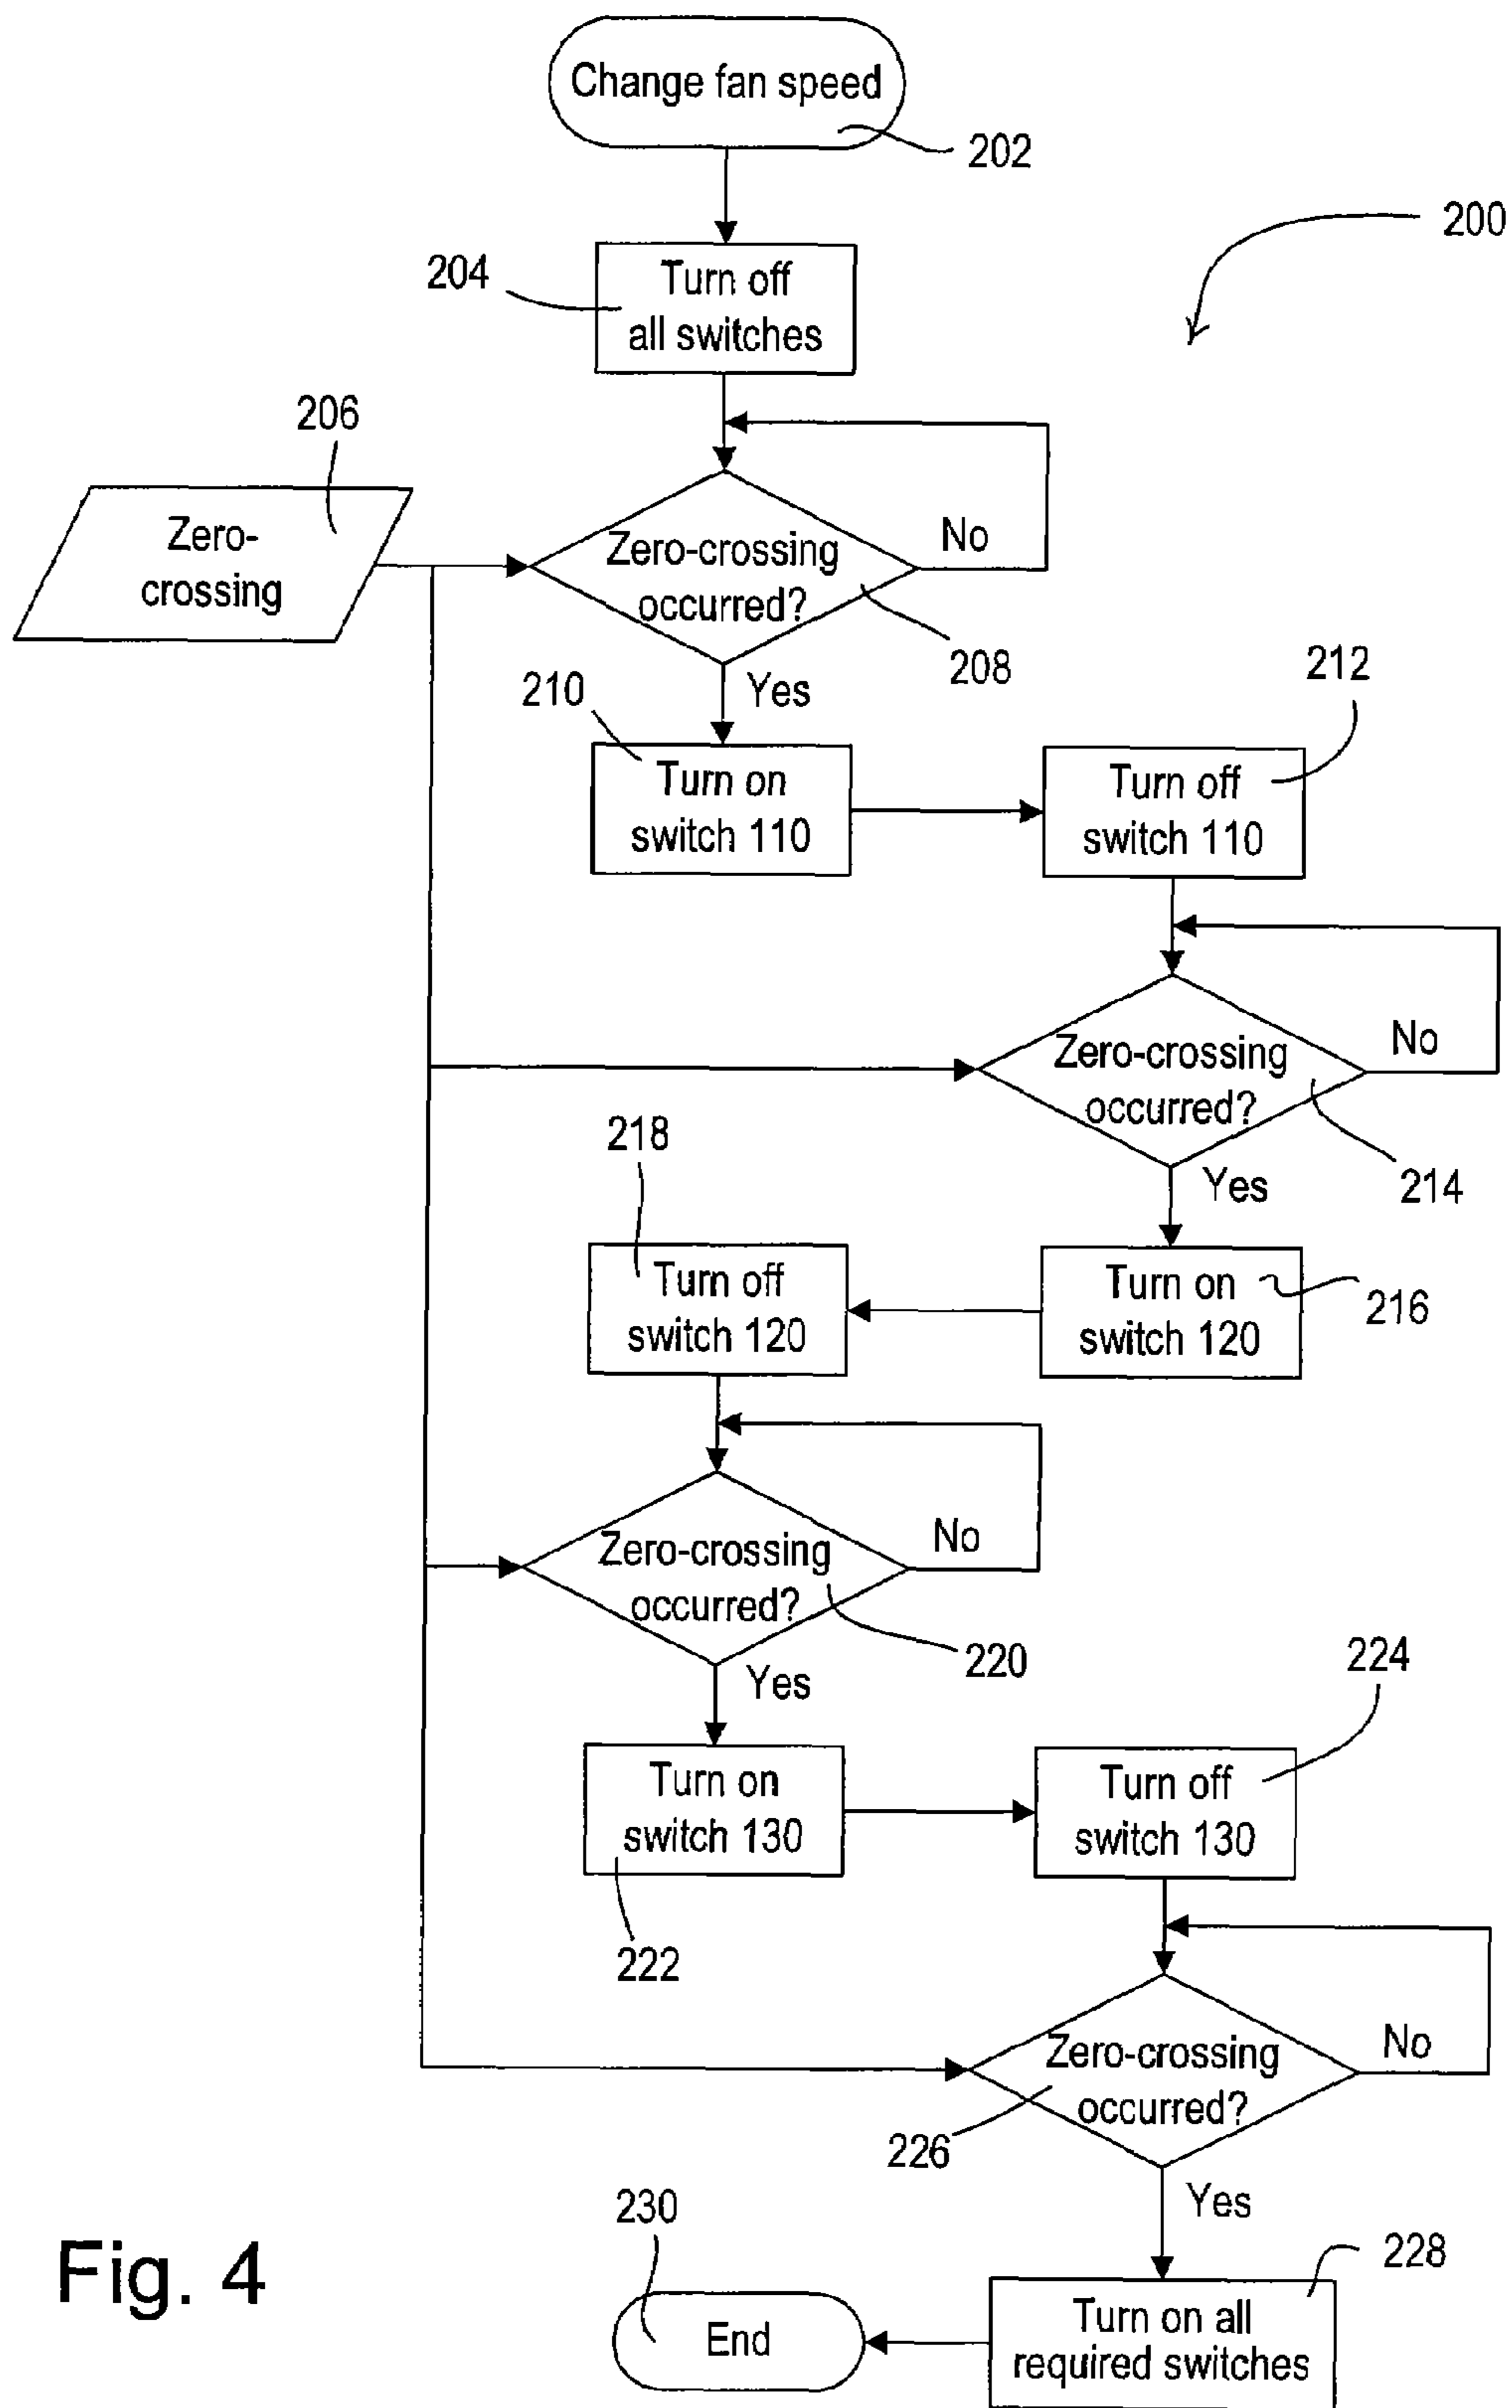 Change fan speed
202
200
204
Turn off
all switches
206
Zero-
crossing
Zero-crossing
occurred?
No
208
Yes
210
Turn on
switch 110
212
Turn off
switch 110
Zero-crossing
occurred?
No
214
Yes
218
Turn off
switch 120
Turn on
switch 120
216
Zero-crossing
occurred?
No
220
Yes
Turn on
switch 130
222
224
Turn off
switch 130
Zero-crossing
occurred?
No
226
Yes
230
End
228
Turn on all
required switches
Fig. 4